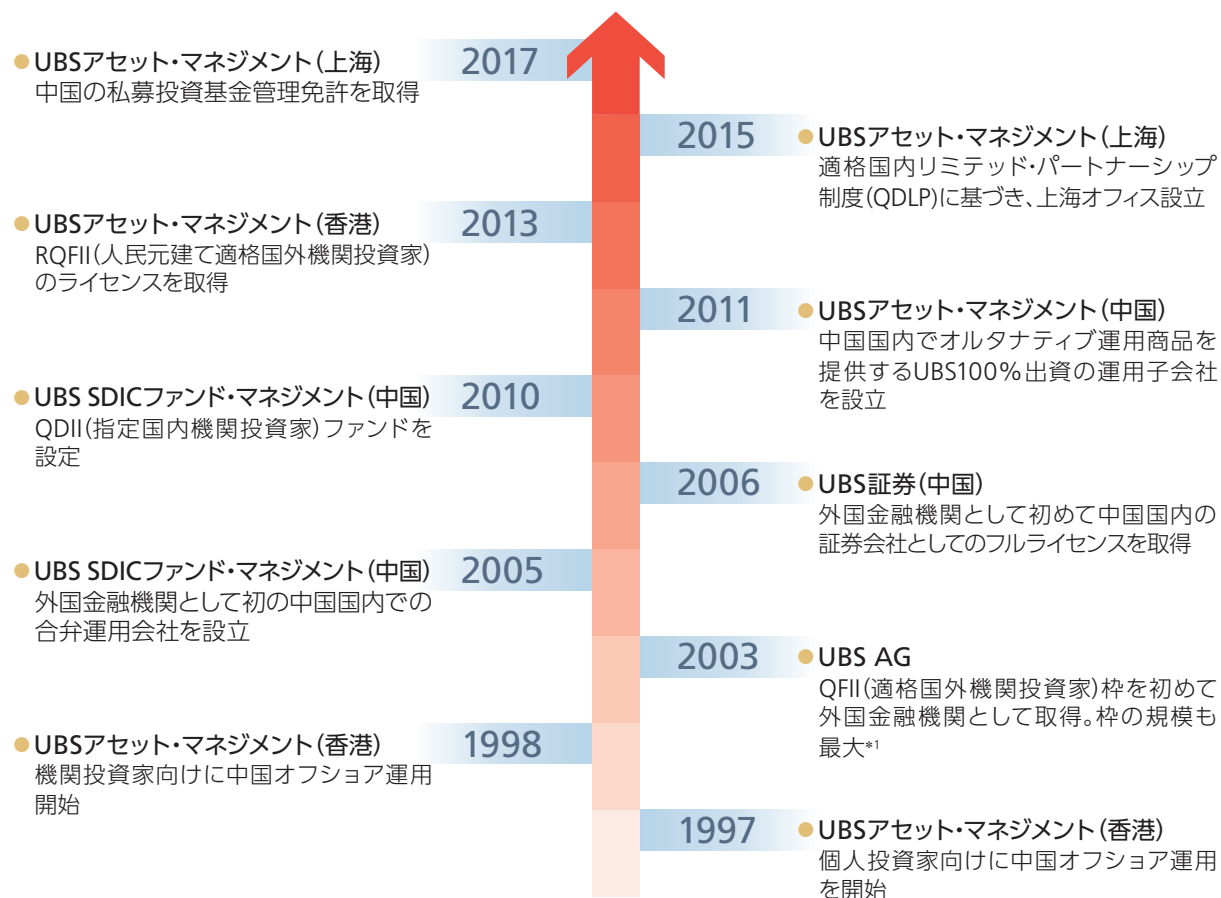 ●UBSアセット・マネジメント(上海)
中国の私募投資基金管理免許を取得
2017
2015
●UBSアセット・マネジメント(上海)
適格国内リミテッド・パートナーシップ
制度(QDLP)に基づき、上海オフィス設立
●UBSアセット・マネジメント(香港)
RQFII(人民元建て適格国外機関投資家)
のライセンスを取得
2013
2011
●UBSアセット・マネジメント(中国)
中国国内でオルタナティブ運用商品を
提供するUBS100%出資の運用子会社
を設立
●UBS SDICファンド・マネジメント(中国)
QDII(指定国内機関投資家)ファンドを
設定
2010
2006
●UBS証券(中国)
外国金融機関として初めて中国国内の
証券会社としてのフルライセンスを取得
●UBS SDICファンド・マネジメント(中国)
外国金融機関として初の中国国内での
合弁運用会社を設立
2005
2003
●UBS AG
QFII(適格国外機関投資家)枠を初めて
外国金融機関として取得。枠の規模も
最大*1
●UBSアセット・マネジメント(香港)
機関投資家向けに中国オフショア運用
開始
1998
1997
●UBSアセット・マネジメント(香港)
個人投資家向けに中国オフショア運用
を開始